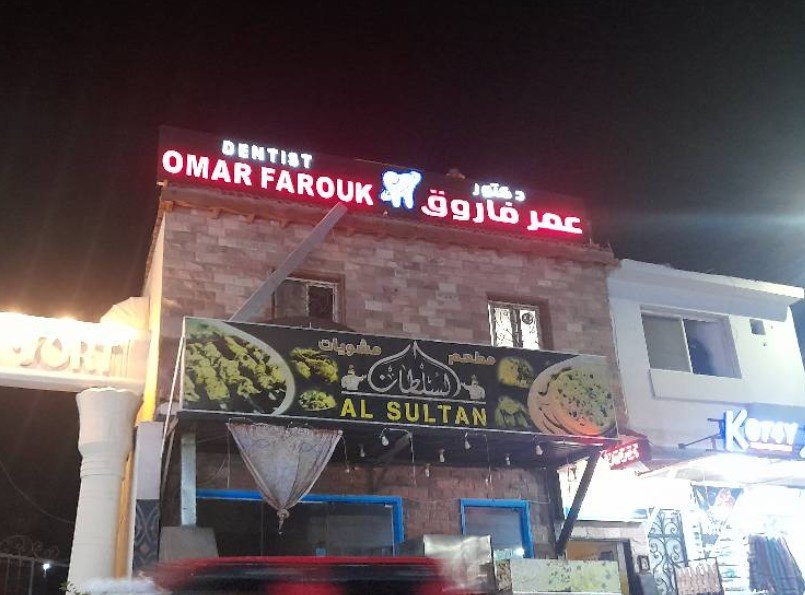 DENTIST
OMAR FAROUK
دكتور
عمر فاروق
مطعم
مشويات
السلطان
AL SULTAN